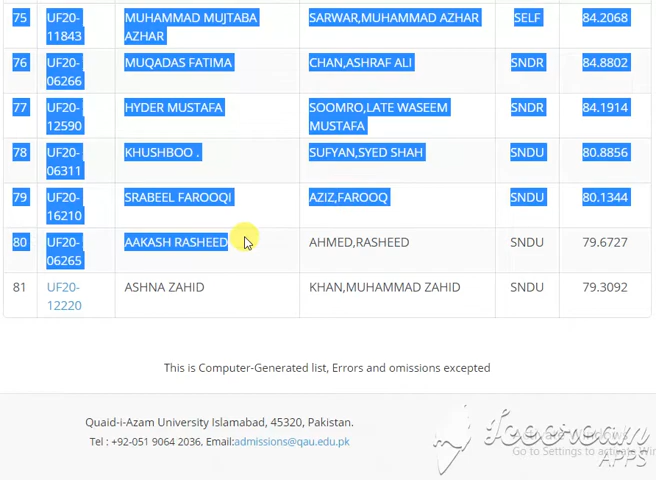 75 UF20- MUHAMMAD MUJTABA SARWAR,MUHAMMAD AZHAR SELF 84.2068
11843 AZHAR
76 UF20- MUQADAS FATIMA CHAN,ASHRAF ALI SNDR 84.8802
06266
77 UF20- HYDER MUSTAFA SOOMRO,LATE WASEEM SNDR 84.1914
12590 MUSTAFA
78 UF20- KHUSHBOO . SUFYAN,SYED SHAH SNDU 80.8856
06311
79 UF20- SRABEEL FAROOQI AZIZ,FAROOQ SNDU 80.1344
16210
80 UF20- AAKASH RASHEED AHMED,RASHEED SNDU 79.6727
06265
81 UF20- ASHNA ZAHID KHAN,MUHAMMAD ZAHID SNDU 79.3092
12220
This is Computer-Generated list, Errors and omissions excepted
Quaid-i-Azam University Islamabad, 45320, Pakistan.
Tel : +92-051 9064 2036, Email:admissions@qau.edu.pk
Go to Settings to activate
APPS